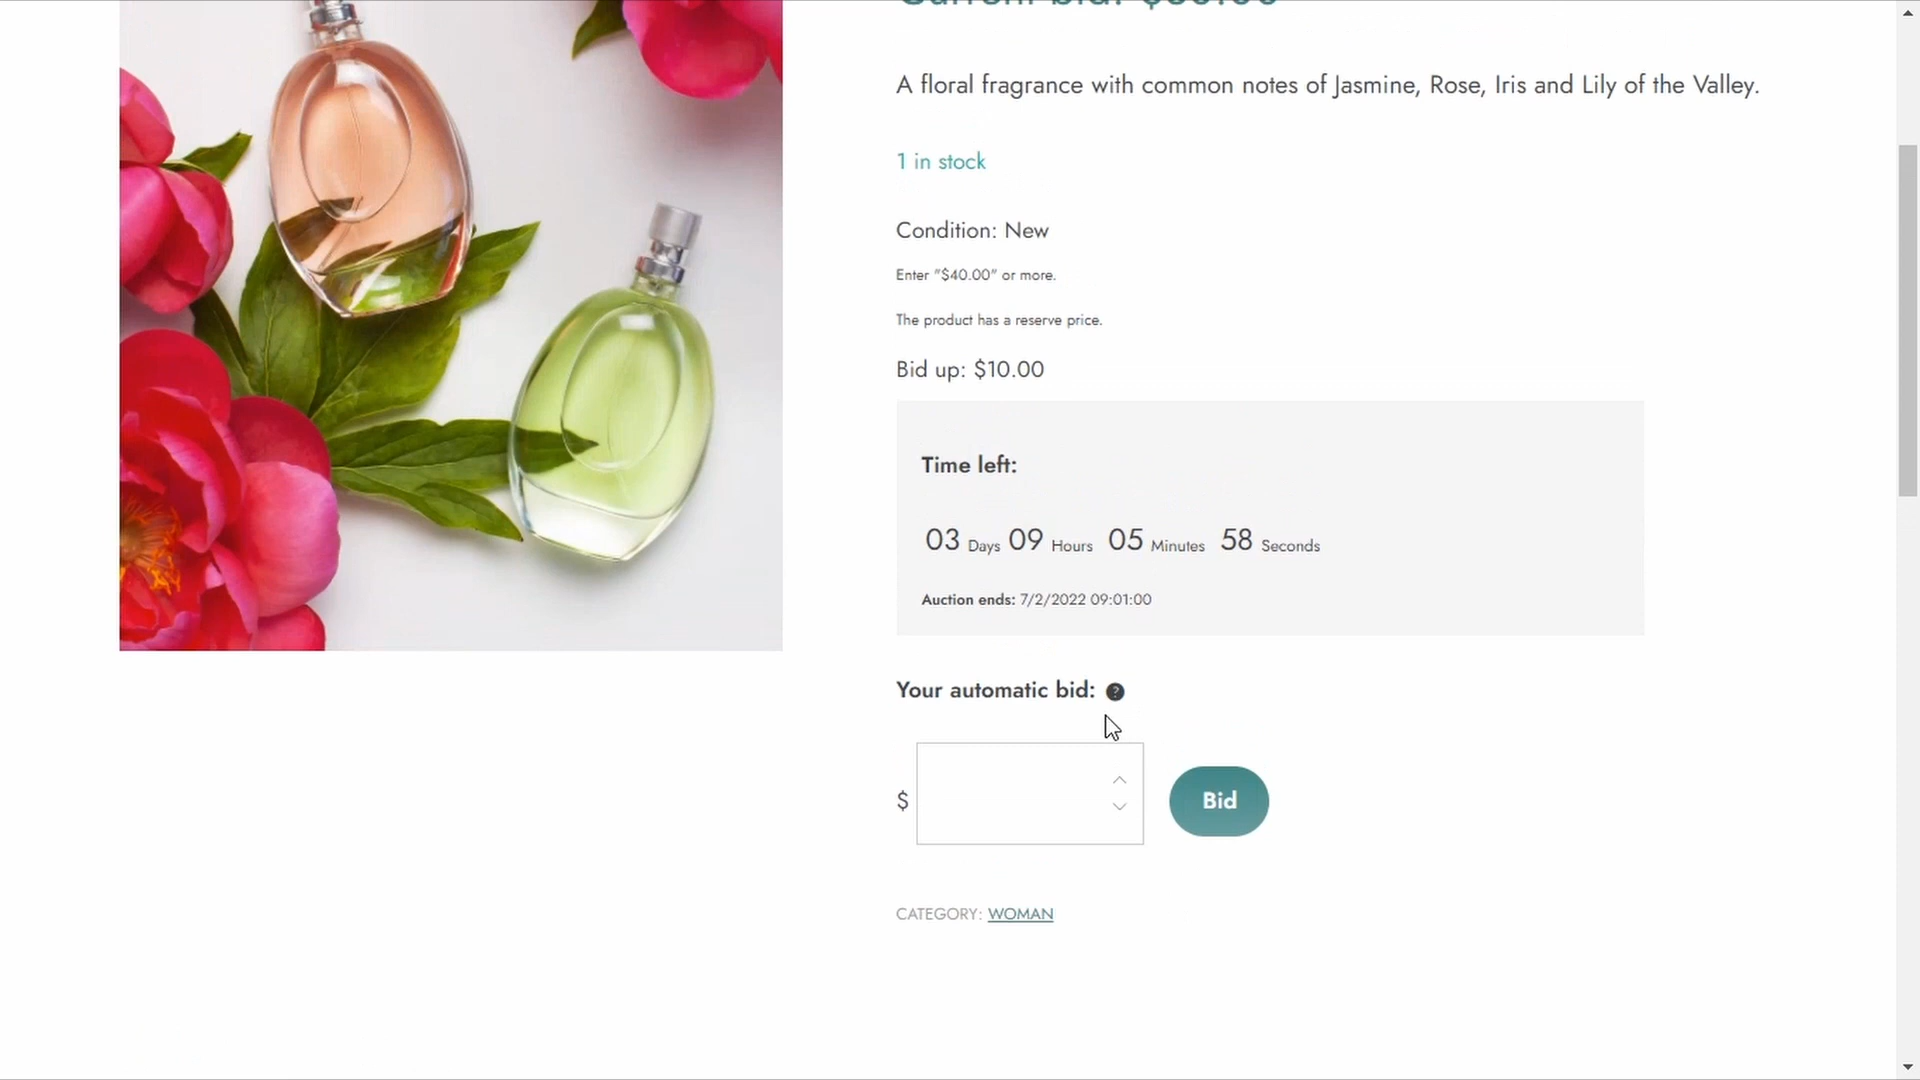 A floral fragrance with common notes of Jasmine, Rose, Iris and Lily of the Valley.
1 in stock
Condition: New
Enter "$40.00" or more.
The product has a reserve price.
Bid up: $10.00
Time left:
03 Days 09 Hours 05 Minutes 58 Seconds
Auction ends: 7/2/2022 09:01:00
Your automatic bid: ?
$
Bid
CATEGORY: WOMAN